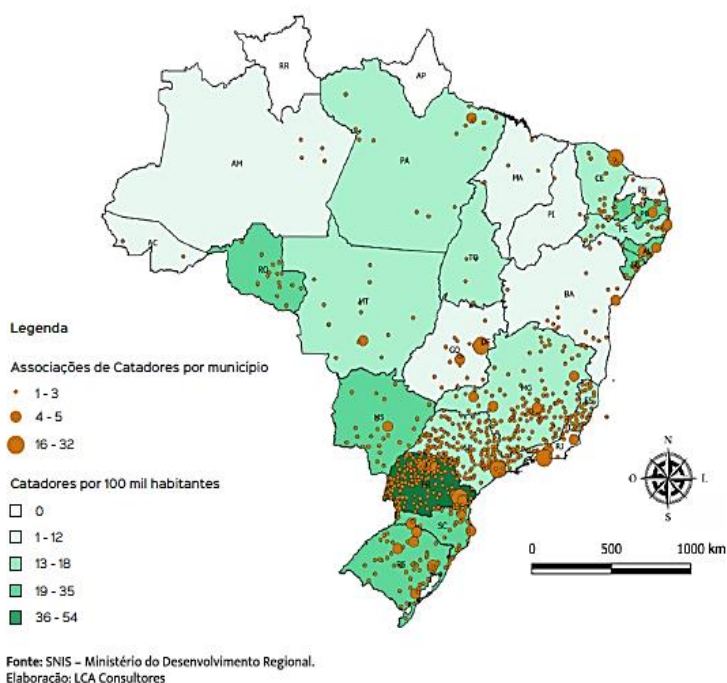 RR
AP
AM
PA
MA
CE
RN
PI
PE
AC
TO
RO
BA
MT
GO
DF
MG
ES
MS
RJ
PR
SC
RS
Legenda
Associações de Catadores por município
1 - 3
4 - 5
16 - 32
Catadores por 100 mil habitantes
0
1 - 12
13 - 18
19 - 35
36 - 54
N
O
L
S
0 500 1000 km
Fonte: SNIS – Ministério do Desenvolvimento Regional.
Elaboração: LCA Consultores